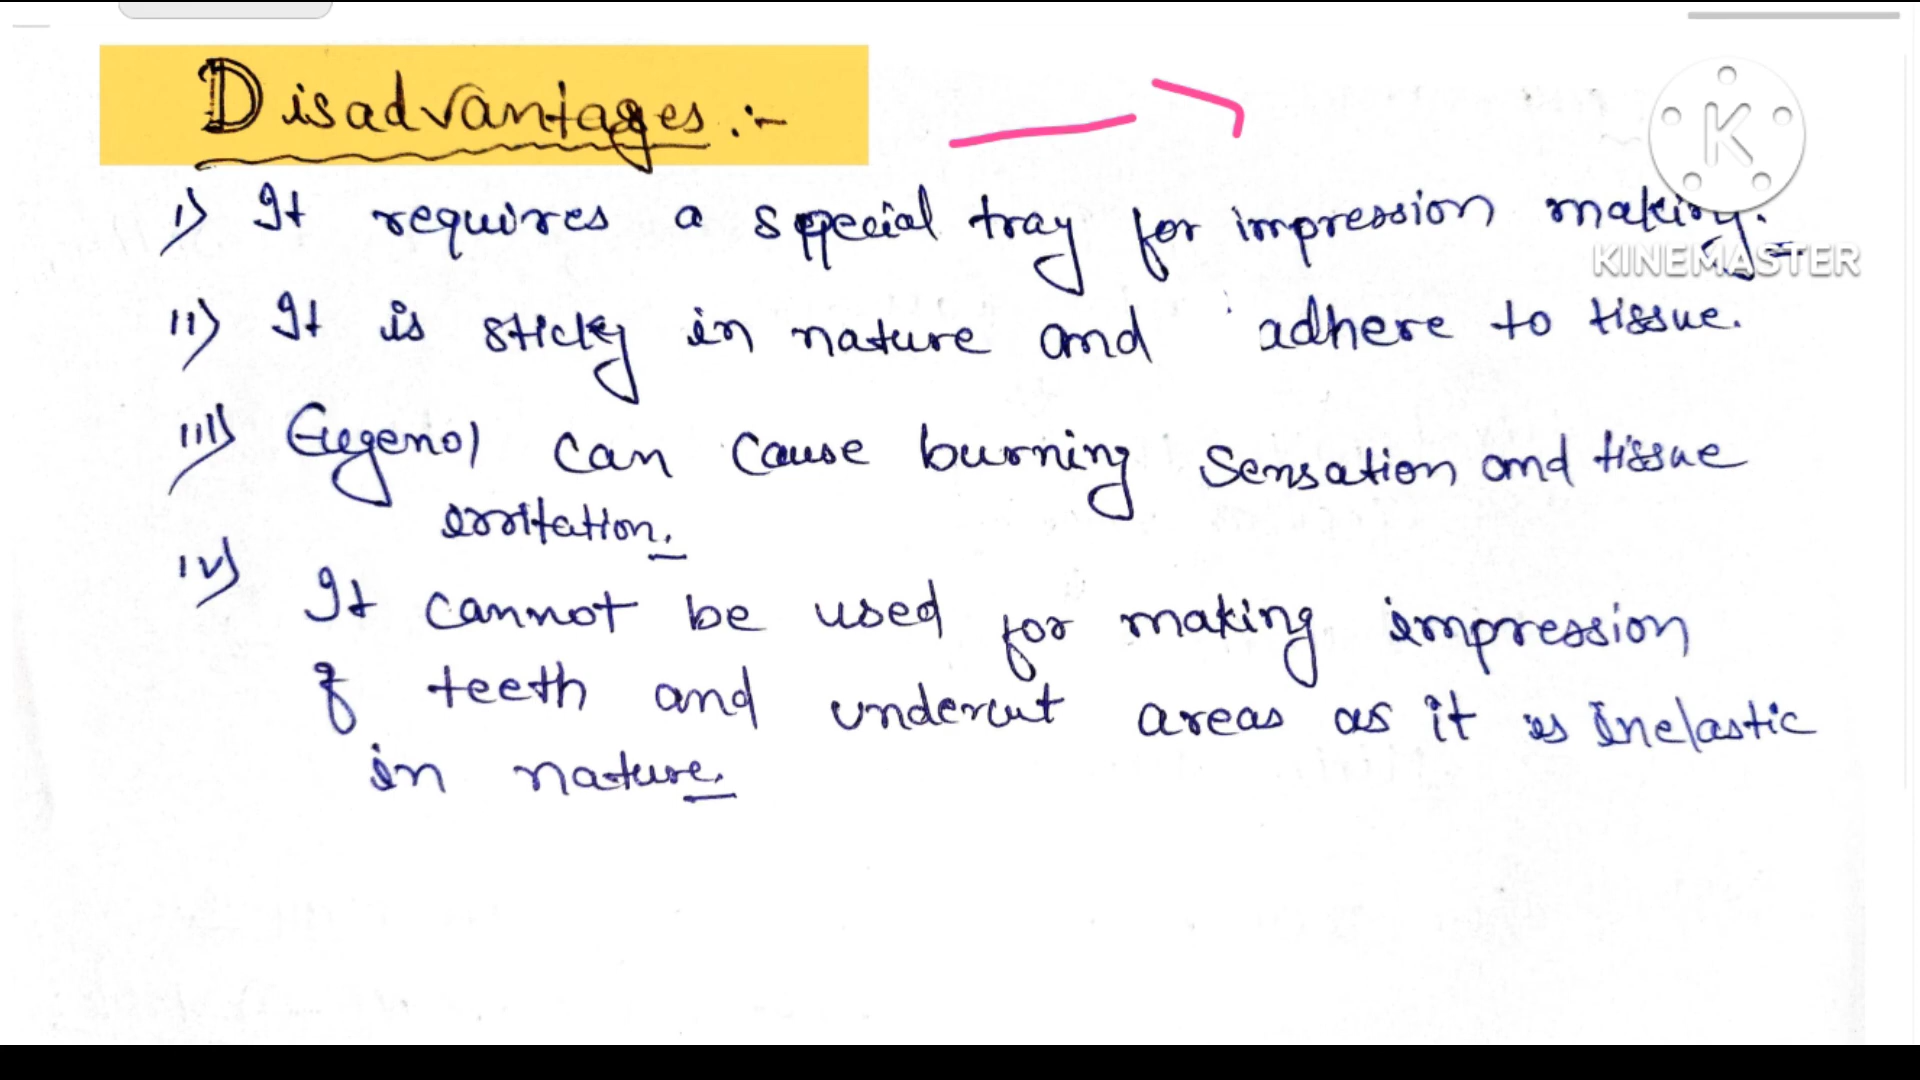 Disadvantages :-
i) It requires a special tray for impression making.
KINEMASTER
ii) It is sticky in nature and adhere to tissue.
iii) Eugenol can cause burning sensation and tissue
irritation.
iv)
It cannot be used for making impression
of teeth and undercut areas as it is Inelastic
in nature.